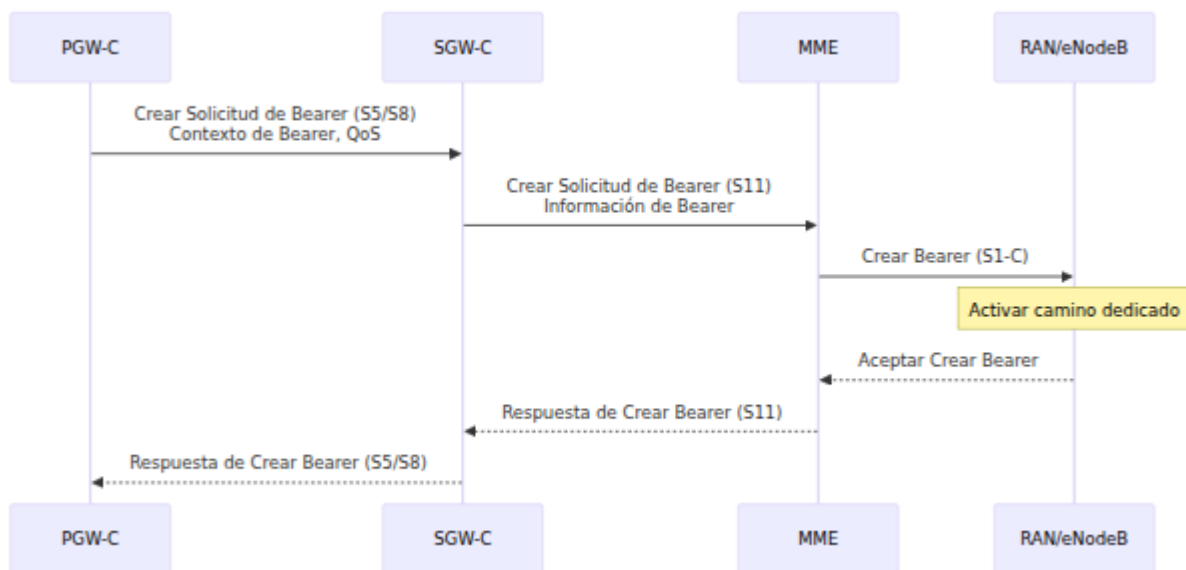 PGW-C
SGW-C
MME
RAN/eNodeB
Crear Solicitud de Bearer (S5/S8)
Contexto de Bearer, QoS
Crear Solicitud de Bearer (S11)
Información de Bearer
Crear Bearer (S1-C)
Activar camino dedicado
Aceptar Crear Bearer
Respuesta de Crear Bearer (S11)
Respuesta de Crear Bearer (S5/S8)
PGW-C
SGW-C
MME
RAN/eNodeB